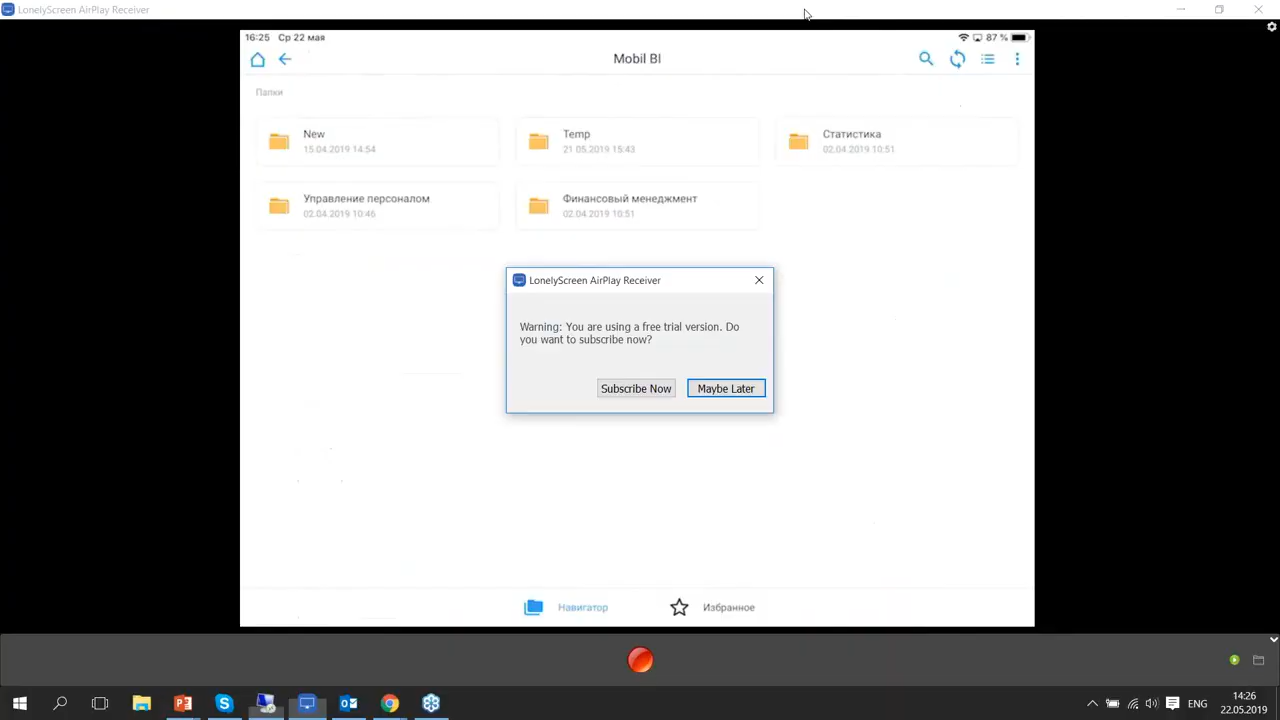 LonelyScreen AirPlay Receiver
16:25 Ср 22 мая
87 %
Mobil BI
Папки
New
15.04.2019 14:54
Temp
21.05.2019 15:43
Статистика
02.04.2019 10:51
Управление персоналом
02.04.2019 10:46
Финансовый менеджмент
02.04.2019 10:51
LonelyScreen AirPlay Receiver
Warning: You are using a free trial version. Do
you want to subscribe now?
Subscribe Now
Maybe Later
Навигатор
Избранное
ENG
14:26
22.05.2019